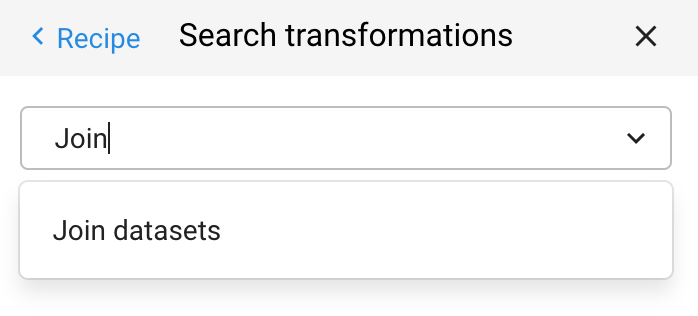 Recipe Search transformations
Join
Join datasets